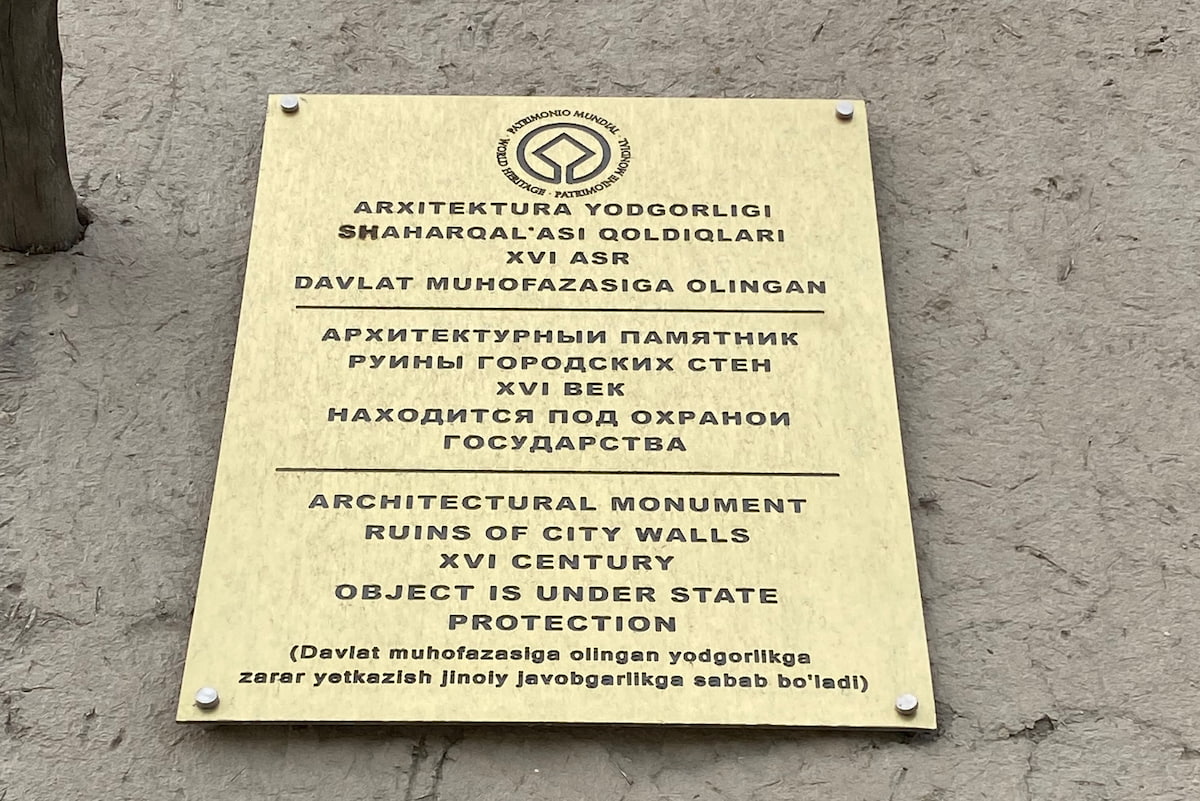 PATRIMONIO MUNDIAL · WORLD HERITAGE · PATRIMOINE MONDIAL ·
ARXITEKTURA YODGORLIGI
SHAHARQAL'ASI QOLDIQLARI
XVI ASR
DAVLAT MUHOFAZASIGA OLINGAN
АРХИТЕКТУРНЫИ ПАМЯТНИК
РУИНЫ ГОРОДСКИХ СТЕН
XVI ВЕК
НАХОДИТСЯ ПОД ОХРАНОИ
ГОСУДАРСТВА
ARCHITECTURAL MONUMENT
RUINS OF CITY WALLS
XVI CENTURY
OBJECT IS UNDER STATE
PROTECTION
(Davlat muhofazasiga olingan yodgorlikga
zarar yetkazish jinoiy javobgarlikga sabab bo'ladi)